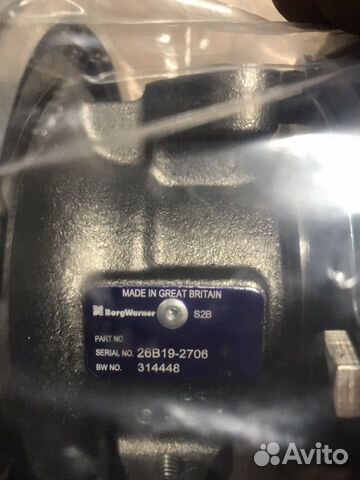 MADE IN GREAT BRITAIN
BorgWarner S2B
PART NO
SERIAL NO. 26B19-2706
BW NO. 314448
Avito